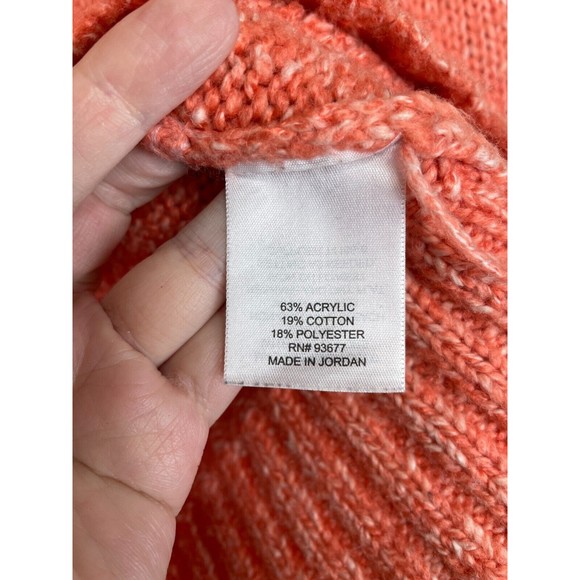 63% ACRYLIC
19% COTTON
18% POLYESTER
RN# 93677
MADE IN JORDAN